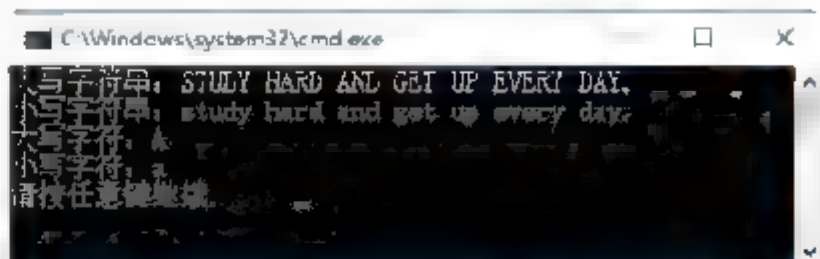 C:\Windows\system32\cmd.exe
大写字符串: STUDY HARD AND GET UP EVERY DAY.
小写字符串: study hard and get up every day.
大写字符: A
小写字符: a
请按任意键继续